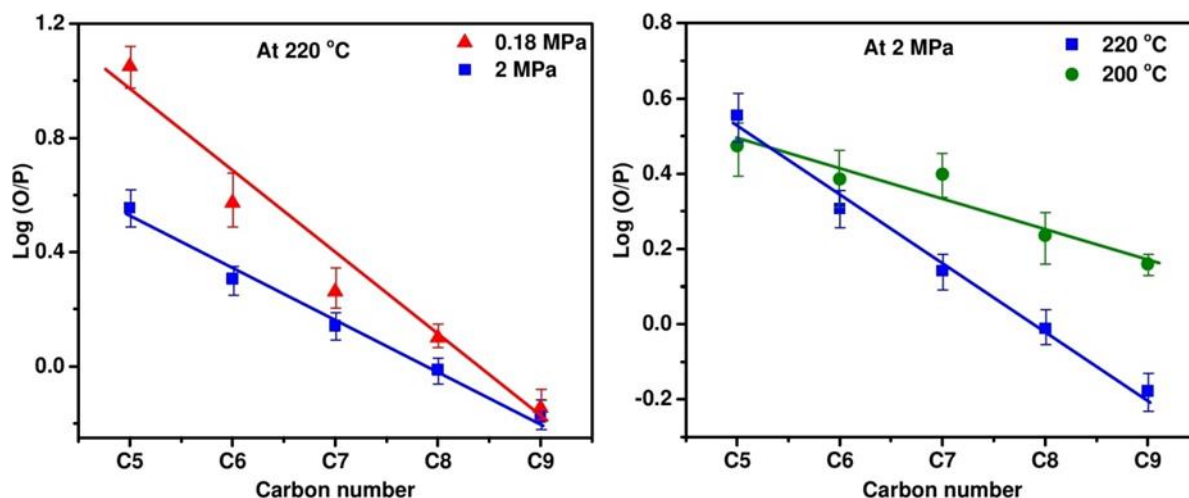 At 220 °C
0.18 MPa
2 MPa
Log (O/P)
1.2
0.8
0.4
0.0
C5 C6 C7 C8 C9
Carbon number
At 2 MPa
220 °C
200 °C
Log (O/P)
0.8
0.6
0.4
0.2
0.0
-0.2
C5 C6 C7 C8 C9
Carbon number